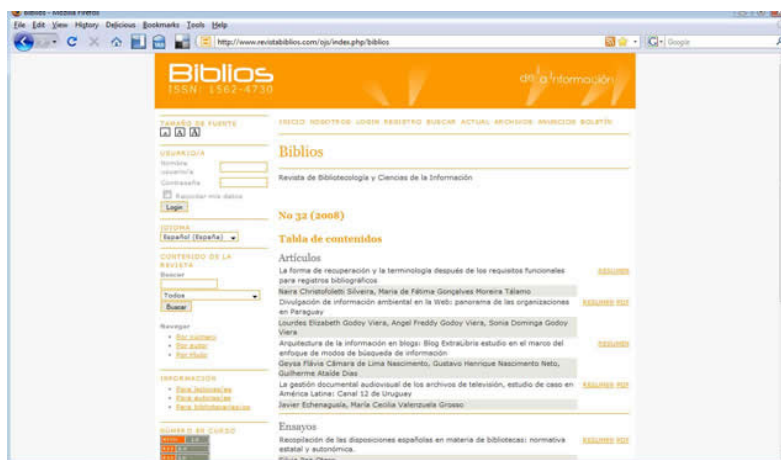 Biblios - Mozilla Firefox
File Edit View History Delicious Bookmarks Tools Help
http://www.revistabiblios.com/ojs/index.php/biblios
Google
Biblios
ISSN: 1562-4730
de la Información
TAMAÑO DE FUENTE
A A A
INICIO NOSOTROS LOGIN REGISTRO BUSCAR ACTUAL ARCHIVOS ANUNCIOS BOLETÍN
USUARIO/A
Nombre
usuario/a
Contraseña
Recordar mis datos
Login
IDIOMA
Español (España)
CONTENIDO DE LA
REVISTA
Buscar
Todos
Buscar
Navegar
Por número
Por autor
Por título
INFORMACIÓN
Para lectores/as
Para autores/as
Para bibliotecarios/as
NÚMERO EN CURSO
Biblios
Revista de Bibliotecología y Ciencias de la Información
No 32 (2008)
Tabla de contenidos
Artículos
La forma de recuperación y la terminología después de los requisitos funcionales RESUMEN
para registros bibliográficos
Naira Christofoletti Silveira, Maria de Fátima Gonçalves Moreira Tálamo
Divulgación de información ambiental en la Web: panorama de las organizaciones RESUMEN PDF
en Paraguay
Lourdes Elizabeth Godoy Viera, Angel Freddy Godoy Viera, Sonia Dominga Godoy
Viera
Arquitectura de la información en blogs: Blog ExtraLibris estudio en el marco del RESUMEN
enfoque de modos de búsqueda de información
Geysa Flávia Câmara de Lima Nascimento, Gustavo Henrique Nascimento Neto,
Guilherme Ataíde Dias
La gestión documental audiovisual de los archivos de televisión, estudio de caso en RESUMEN PDF
América Latina: Canal 12 de Uruguay
Javier Echenagusía, María Cecilia Valenzuela Grosso
Ensayos
Recopilación de las disposiciones españolas en materia de bibliotecas: normativa RESUMEN PDF
estatal y autonómica.